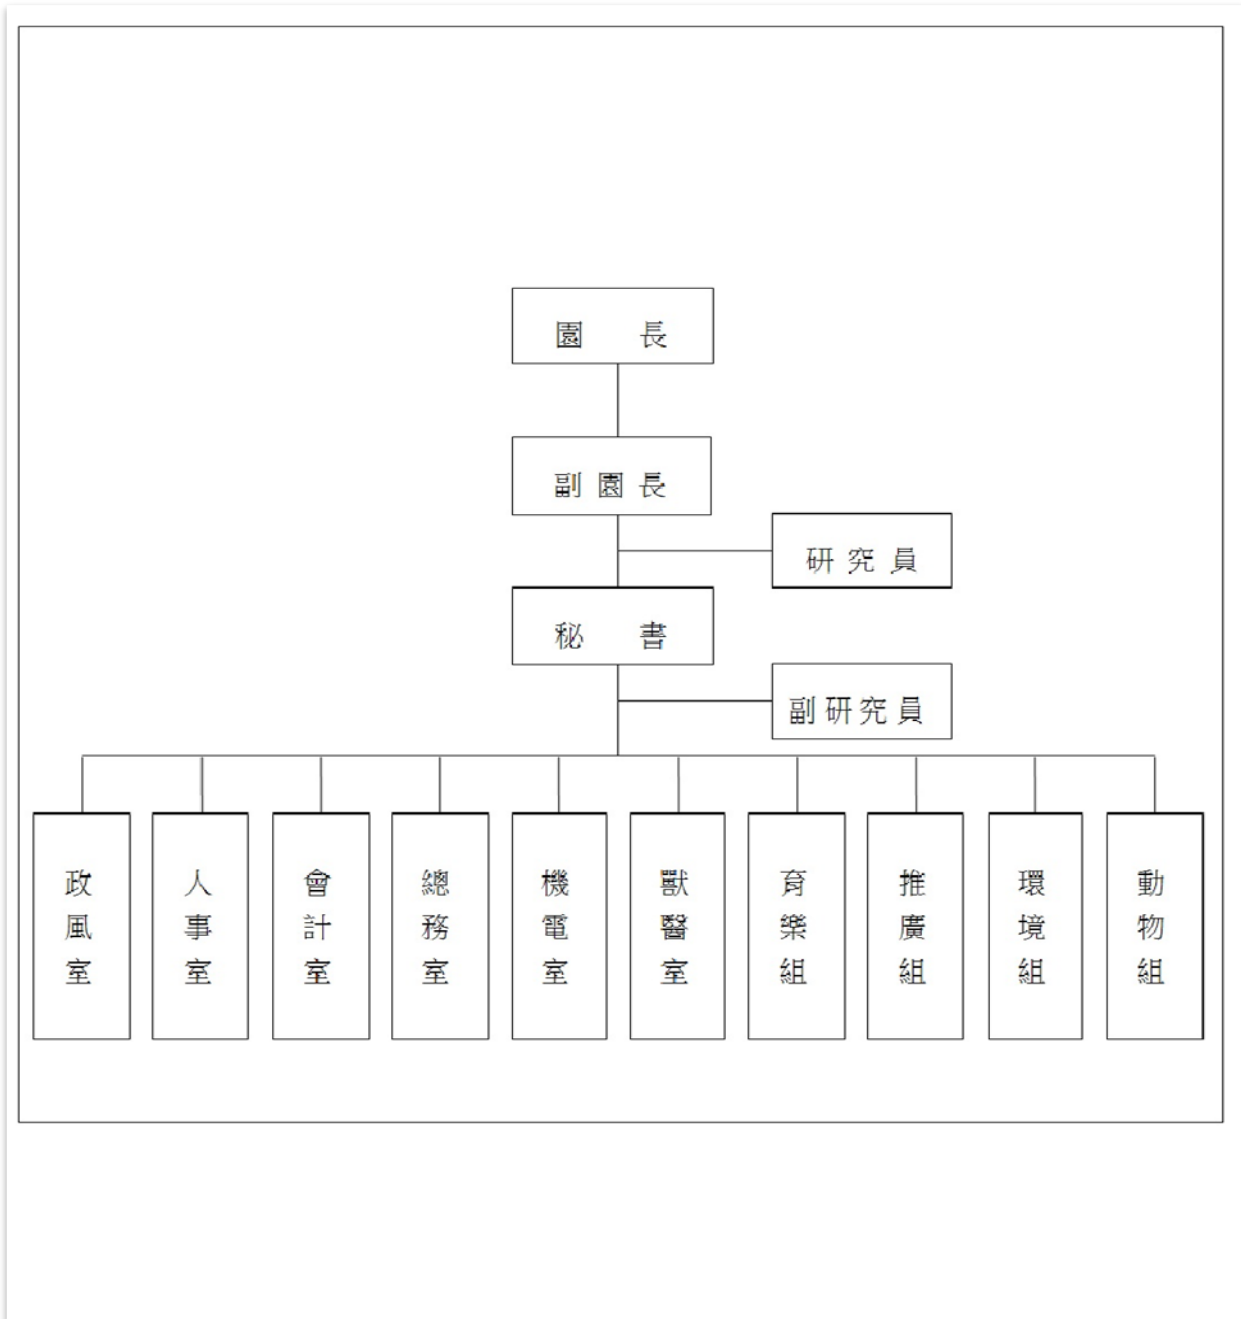 園長
副園長
研究員
秘書
副研究員
政風室
人事室
會計室
總務室
機電室
獸醫室
育樂組
推廣組
環境組
動物組